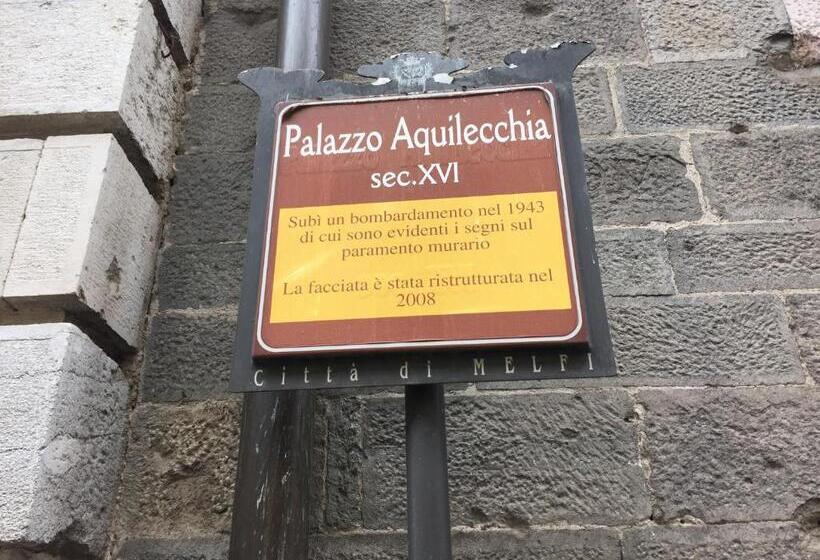 Palazzo Aquilecchia
sec.XVI
Subì un bombardamento nel 1943
di cui sono evidenti i segni sul
paramento murario
La facciata è stata ristrutturata nel
2008
Città di MELFI